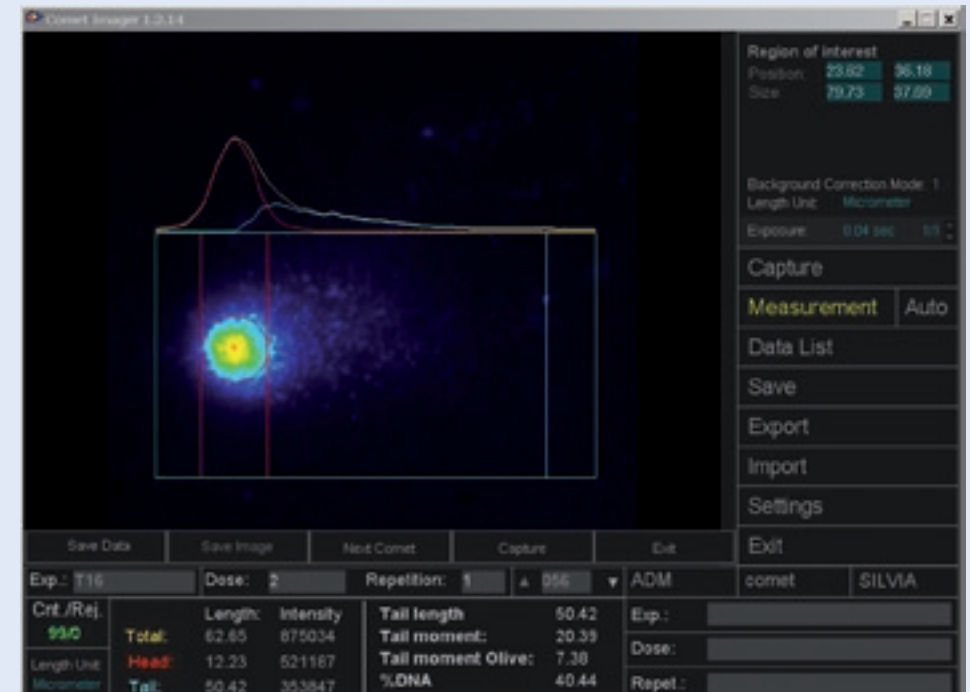 Comet Imager 1.2.14
Region of interest
Position: 23.62 36.18
Size: 79.73 37.69
Background Correction Mode: 1
Length Unit: Micrometer
Exposure: 0.04 sec 1/1
Capture
Measurement Auto
Data List
Save
Export
Import
Settings
Exit
Save Data Save Image Next Comet Capture Exit
Exp.: T16 Dose: 2 Repetition: 1 056 ADM comet SILVIA
Cnt./Rej.
99/0
Length Unit:
Micrometer
Length: Intensity
Total: 62.65 875034
Head: 12.23 521187
Tail: 50.42 353847
Tail length 50.42
Tail moment: 20.39
Tail moment Olive: 7.38
%DNA 40.44
Exp.:
Dose:
Repet.: